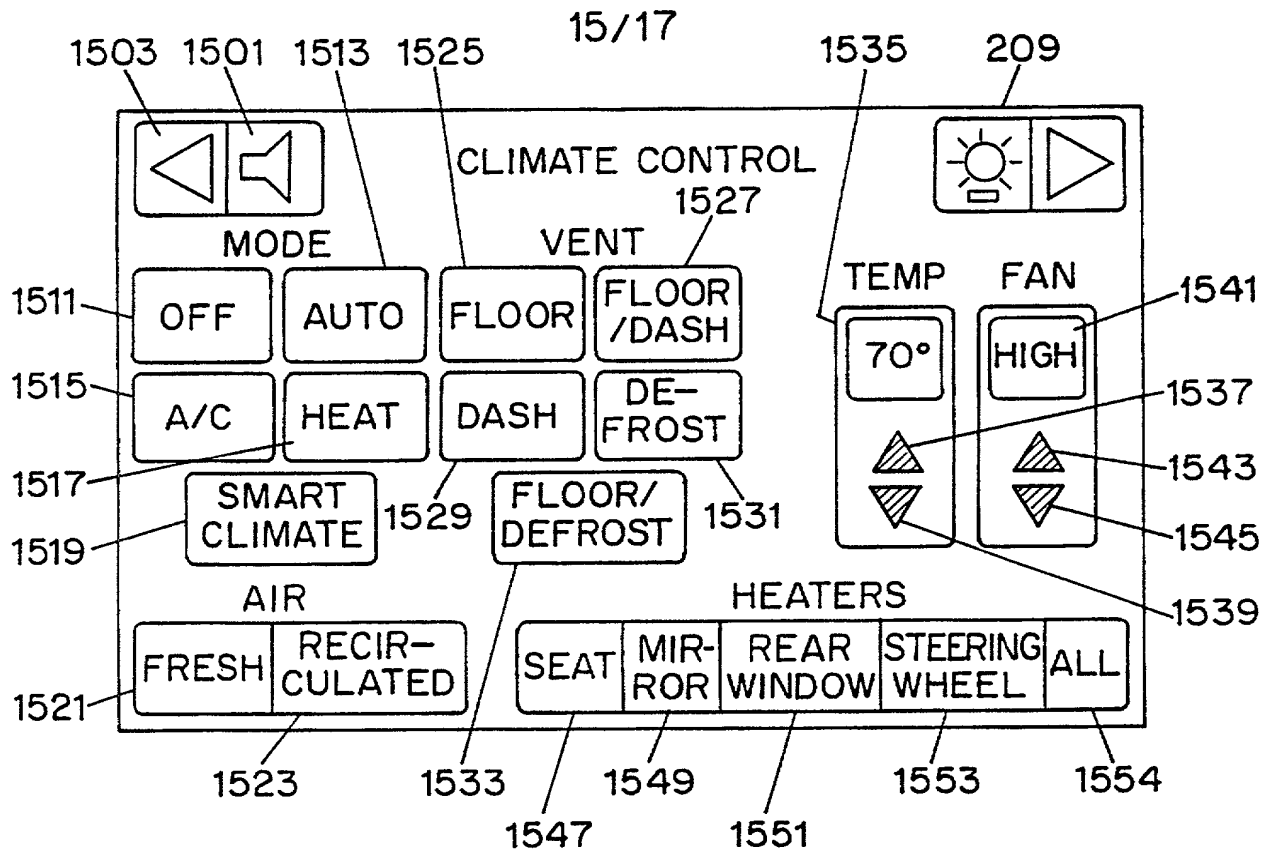 15/17
1503
1501
1513
1525
1535
209
CLIMATE CONTROL
1527
MODE
VENT
TEMP
FAN
1511
OFF
AUTO
FLOOR
FLOOR
/DASH
70°
HIGH
1541
1515
A/C
HEAT
DASH
DE-
FROST
1537
1517
1543
SMART
CLIMATE
1529
FLOOR/
DEFROST
1531
1519
1545
1539
AIR
HEATERS
FRESH
RECIR-
CULATED
SEAT
MIR-
ROR
REAR
WINDOW
STEERING
WHEEL
ALL
1521
1523
1533
1549
1553
1554
1547
1551